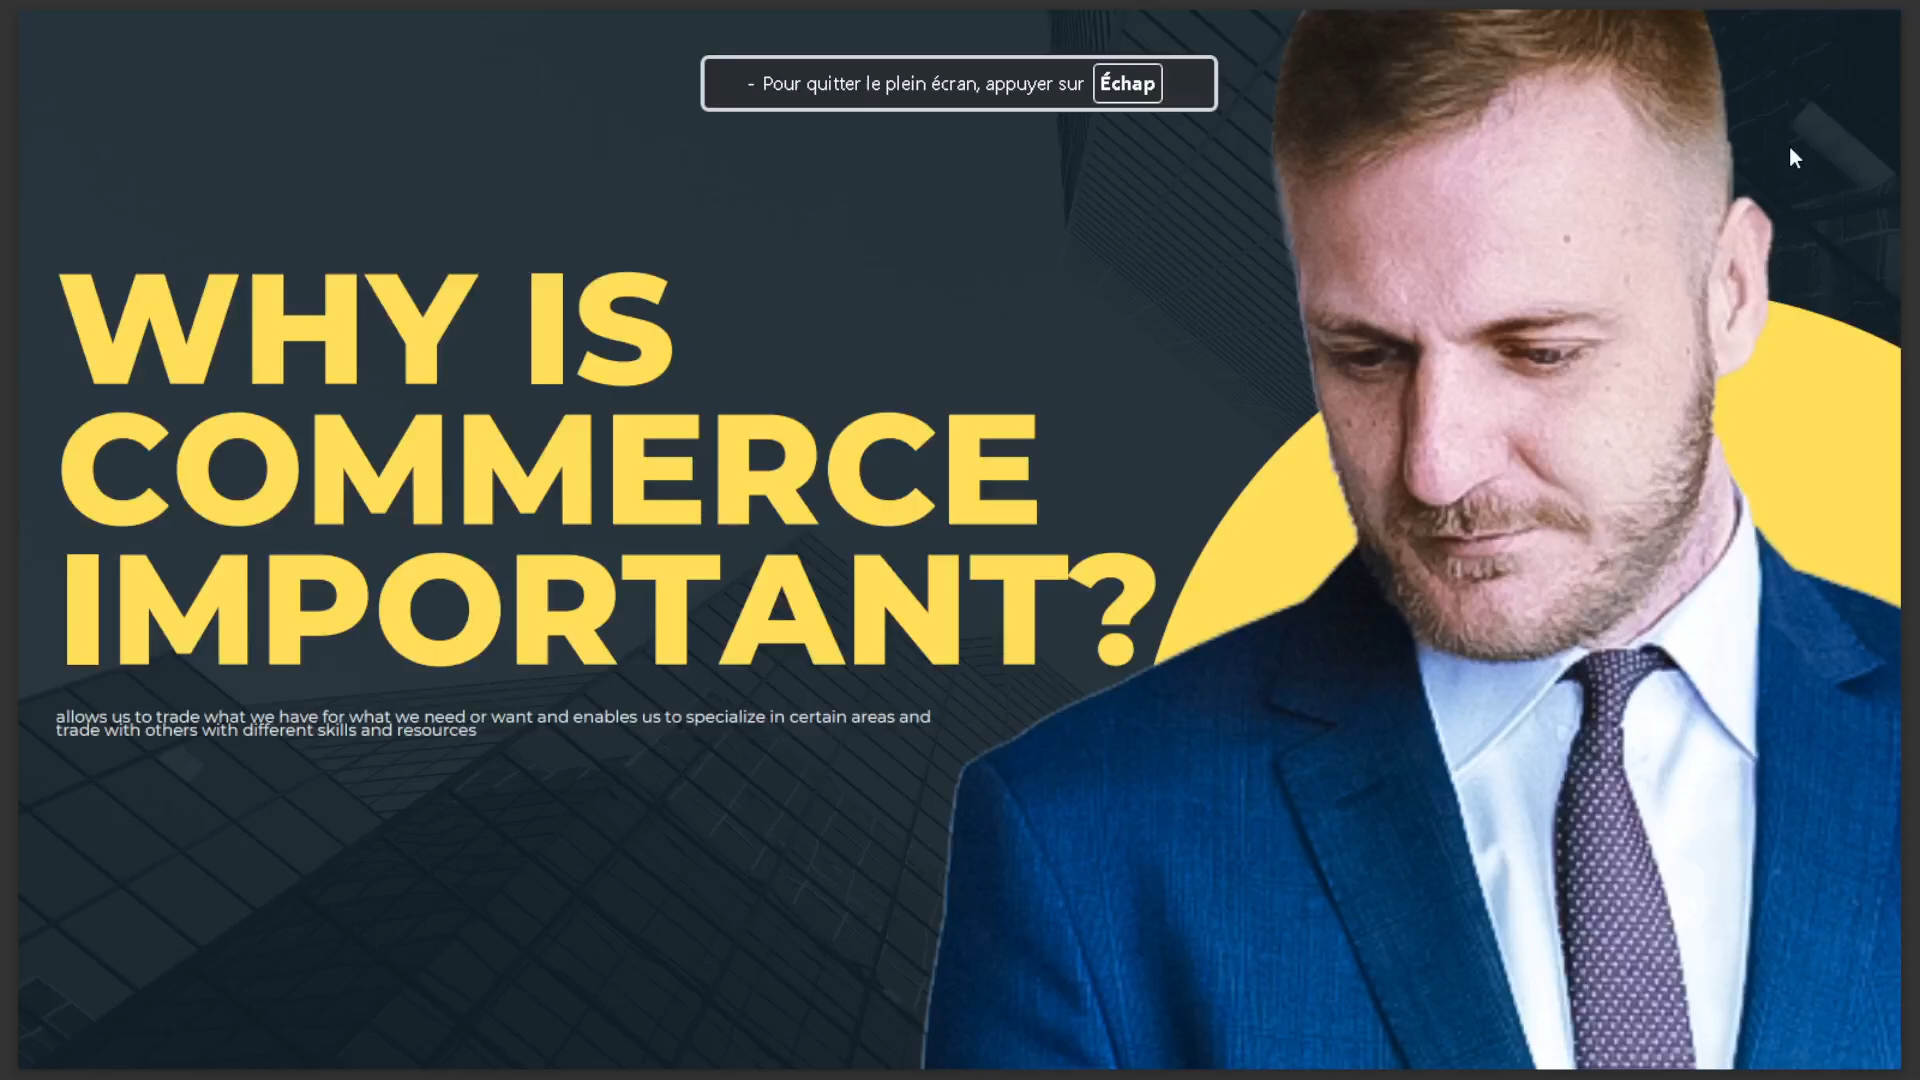 - Pour quitter le plein écran, appuyer sur Échap
WHY IS
COMMERCE
IMPORTANT?
allows us to trade what we have for what we need or want and enables us to specialize in certain areas and
trade with others with different skills and resources